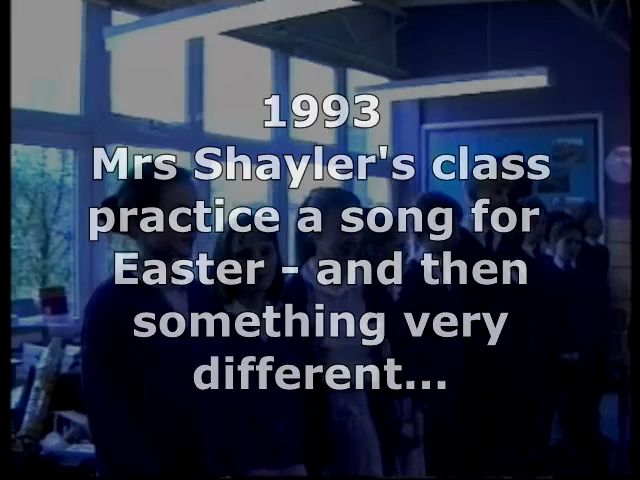 1993
Mrs Shayler's class
practice a song for
Easter - and then
something very
different...